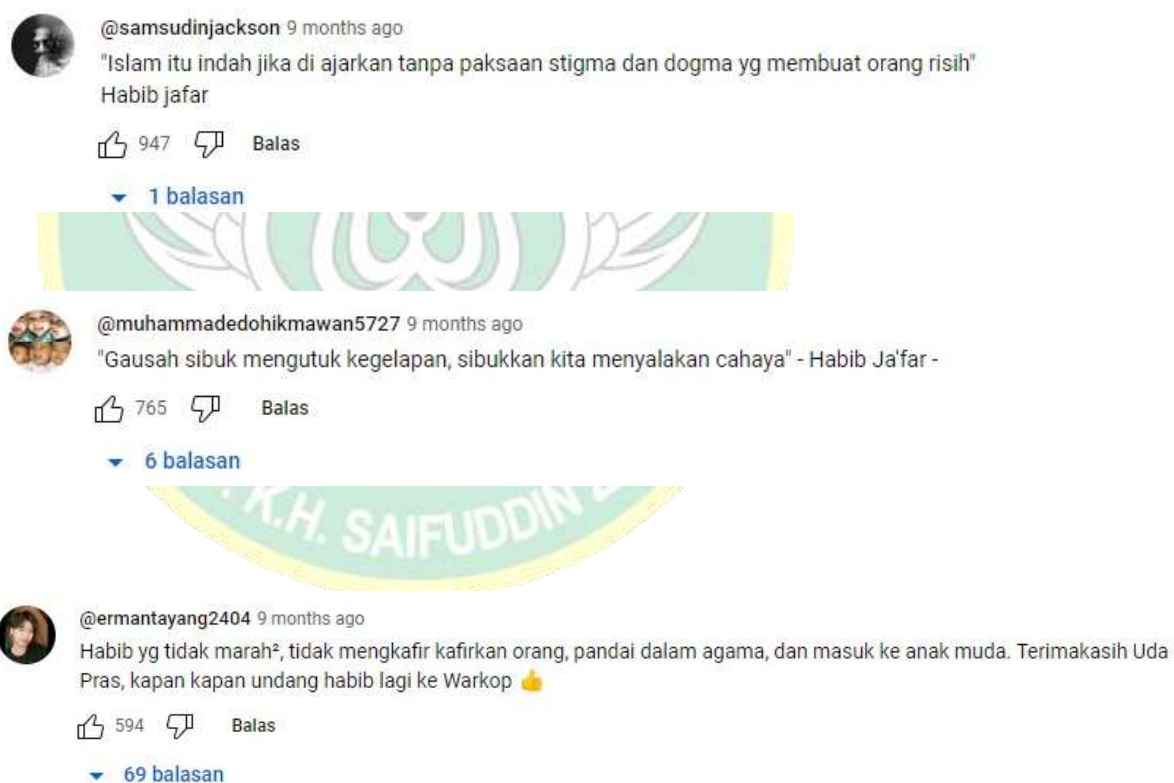 @samsudinjackson 9 months ago
"Islam itu indah jika di ajarkan tanpa paksaan stigma dan dogma yg membuat orang risih"
Habib jafar
947 Balas
1 balasan
@muhammadedohikmawan5727 9 months ago
"Gausah sibuk mengutuk kegelapan, sibukkan kita menyalakan cahaya" - Habib Ja'far -
765 Balas
6 balasan
K.H. SAIFUDDIN
@ermantayang2404 9 months ago
Habib yg tidak marah², tidak mengkafir kafirkan orang, pandai dalam agama, dan masuk ke anak muda. Terimakasih Uda
Pras, kapan kapan undang habib lagi ke Warkop 👍
594 Balas
69 balasan